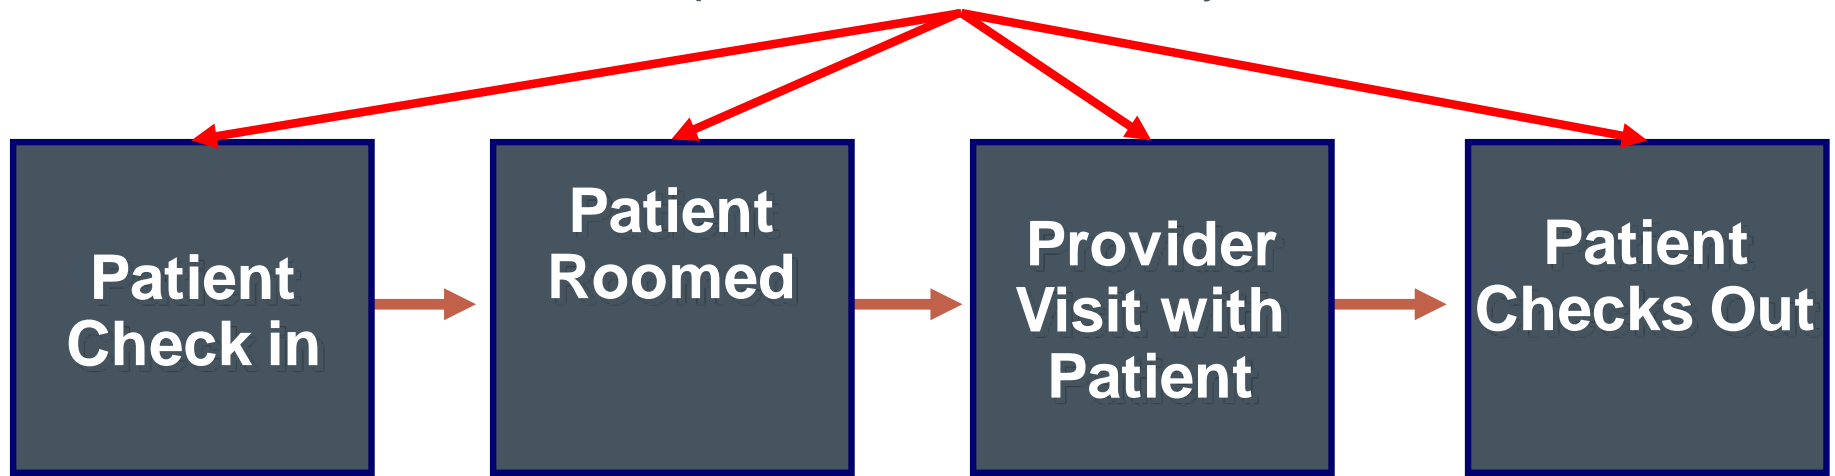 Patient
Check in
Patient
Roomed
Provider
Visit with
Patient
Patient
Checks Out